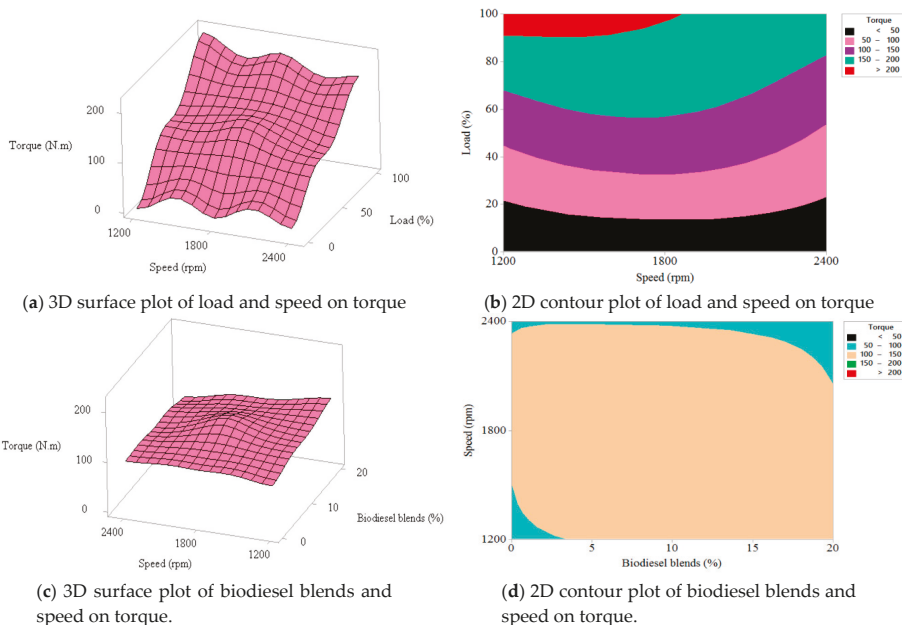 200
Torque (N.m)
100
0
1200
1800
2400
Speed (rpm)
100
50
0
Load (%)
(a) 3D surface plot of load and speed on torque
100
80
60
40
20
0
Load (%)
1200
1800
2400
Speed (rpm)
Torque
< 50
50 – 100
100 – 150
150 – 200
> 200
(b) 2D contour plot of load and speed on torque
200
Torque (N.m)
100
0
2400
1800
1200
Speed (rpm)
20
10
0
Biodiesel blends (%)
(c) 3D surface plot of biodiesel blends and
speed on torque.
2400
1800
1200
Speed (rpm)
0
5
10
15
20
Biodiesel blends (%)
Torque
< 50
50 – 100
100 – 150
150 – 200
> 200
(d) 2D contour plot of biodiesel blends and
speed on torque.